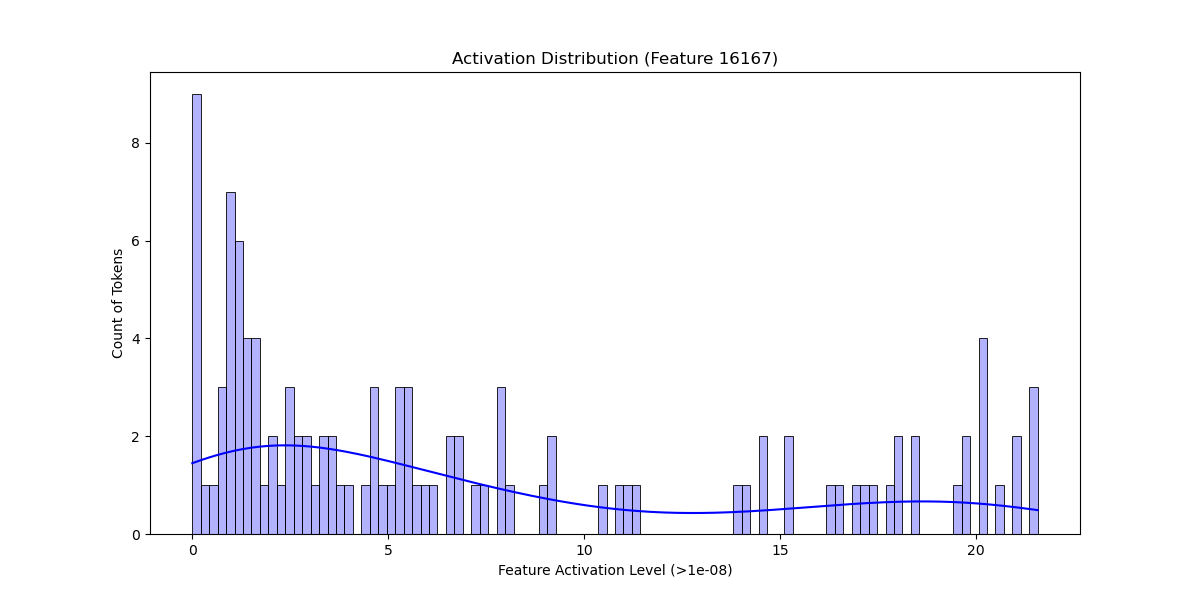 Activation Distribution (Feature 16167)
Count of Tokens
8
6
4
2
0
0 5 10 15 20
Feature Activation Level (>1e-08)